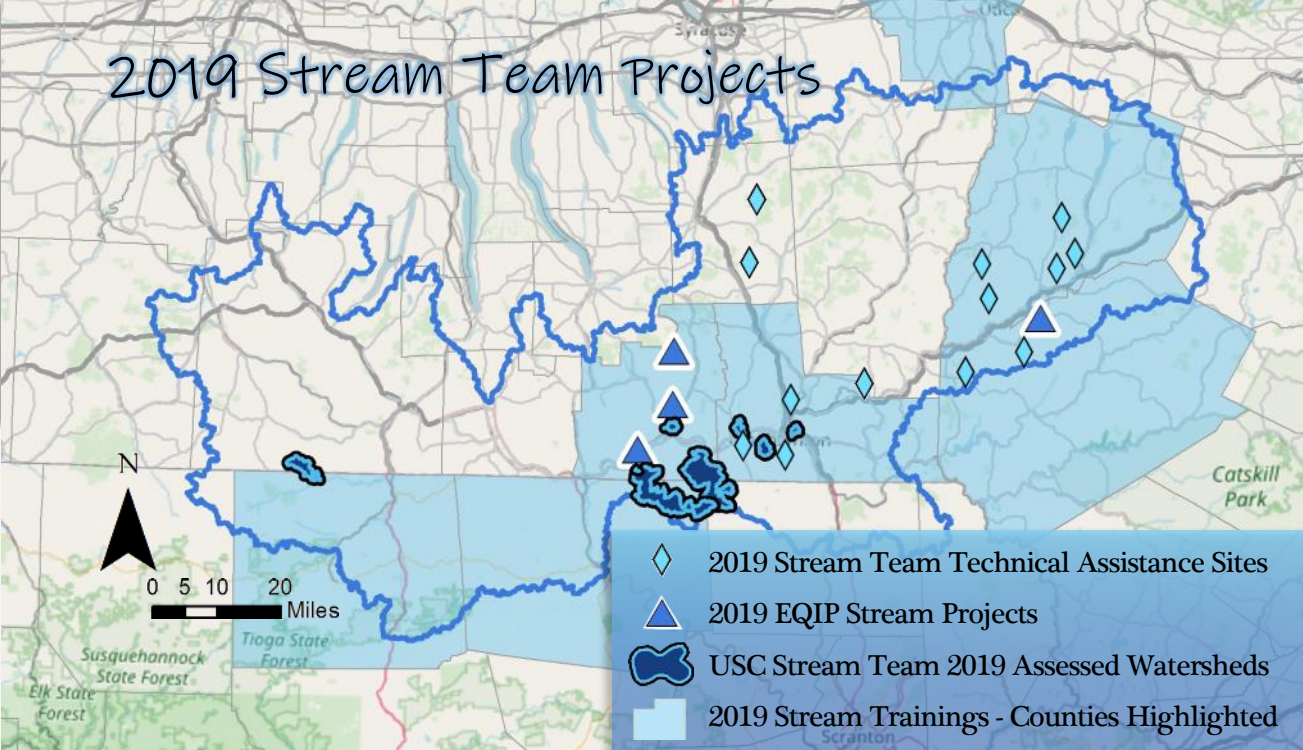 Syracuse
2019 Stream Team Projects
Catskill
Park
N
0 5 10 20
Miles
Tioga State
Forest
Susquehannock
State Forest
Elk State
Forest
2019 Stream Team Technical Assistance Sites
2019 EQIP Stream Projects
USC Stream Team 2019 Assessed Watersheds
2019 Stream Trainings - Counties Highlighted
Scranton